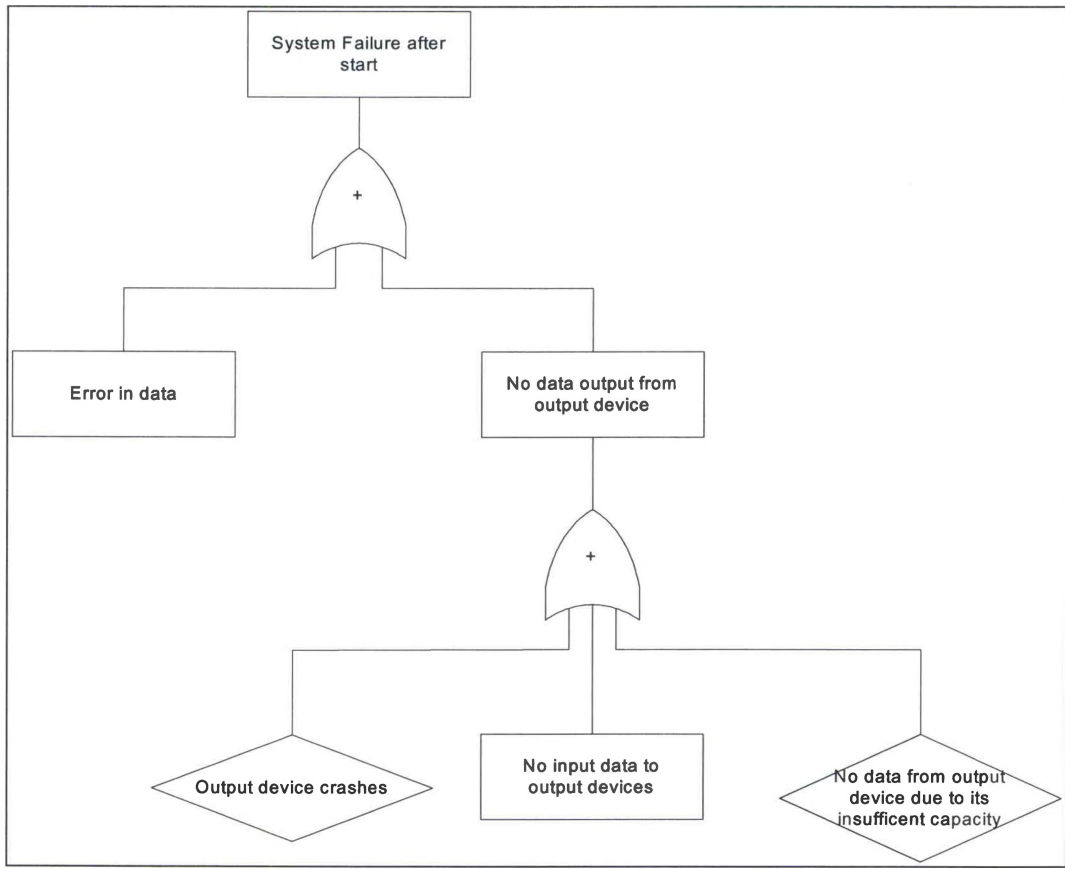 System Failure after
start
+
Error in data
No data output from
output device
+
Output device crashes
No input data to
output devices
No data from output
device due to its
insufficent capacity